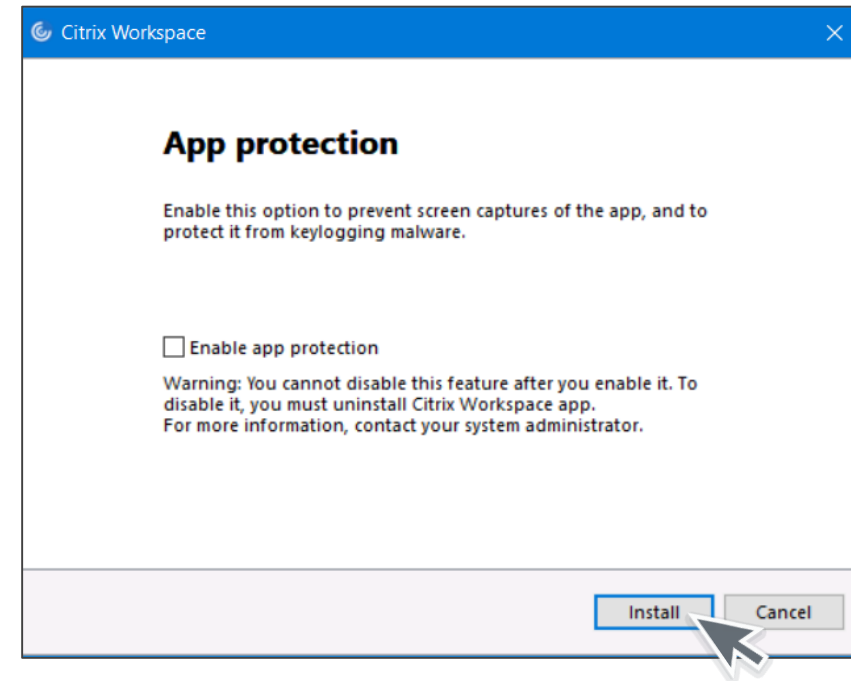 Citrix Workspace
App protection
Enable this option to prevent screen captures of the app, and to
protect it from keylogging malware.
Enable app protection
Warning: You cannot disable this feature after you enable it. To
disable it, you must uninstall Citrix Workspace app.
For more information, contact your system administrator.
Install Cancel